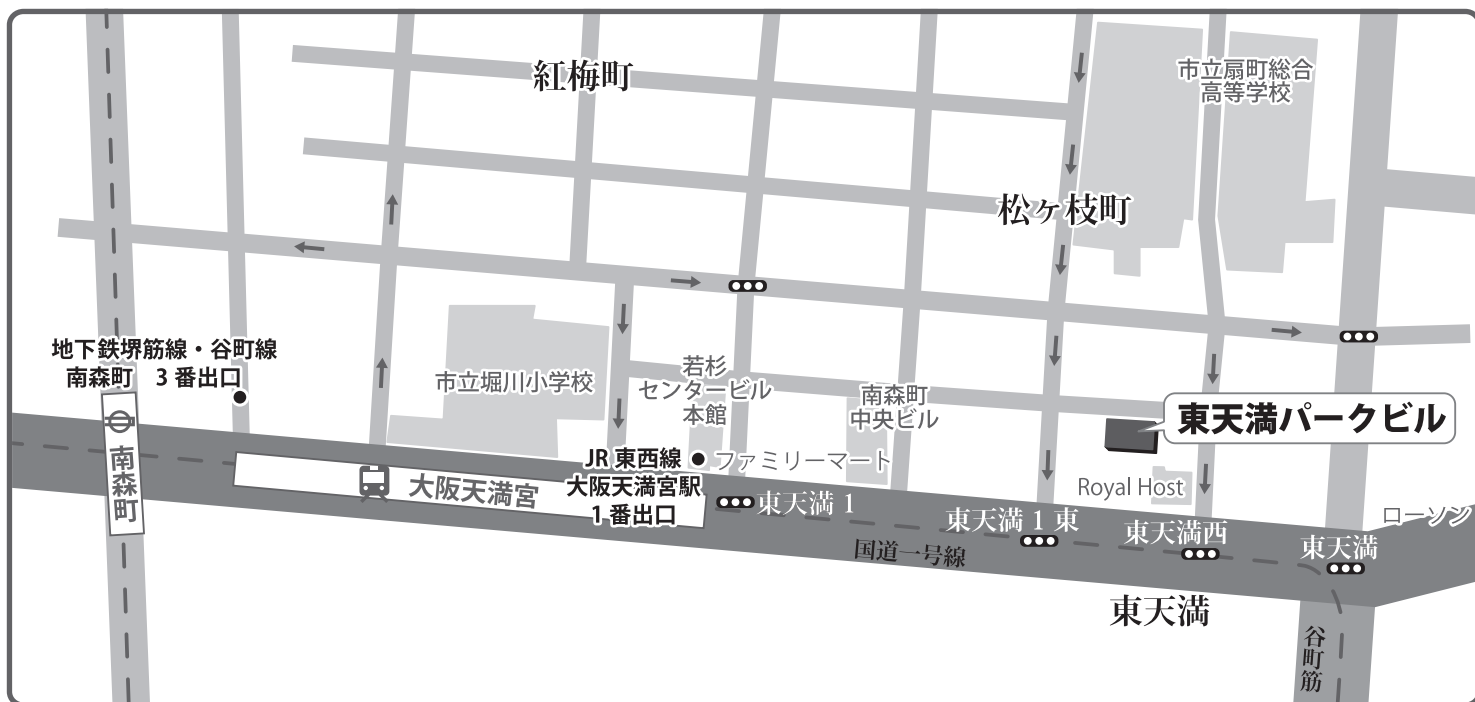 紅梅町
市立扇町総合
高等学校
松ヶ枝町
地下鉄堺筋線・谷町線
南森町　3 番出口
市立堀川小学校
若杉
センタービル
本館
南森町
中央ビル
東天満パークビル
南森町
大阪天満宮
JR 東西線
大阪天満宮駅
1 番出口
ファミリーマート
Royal Host
東天満 1
東天満 1 東
東天満西
東天満
ローソン
国道一号線
東天満
谷町筋